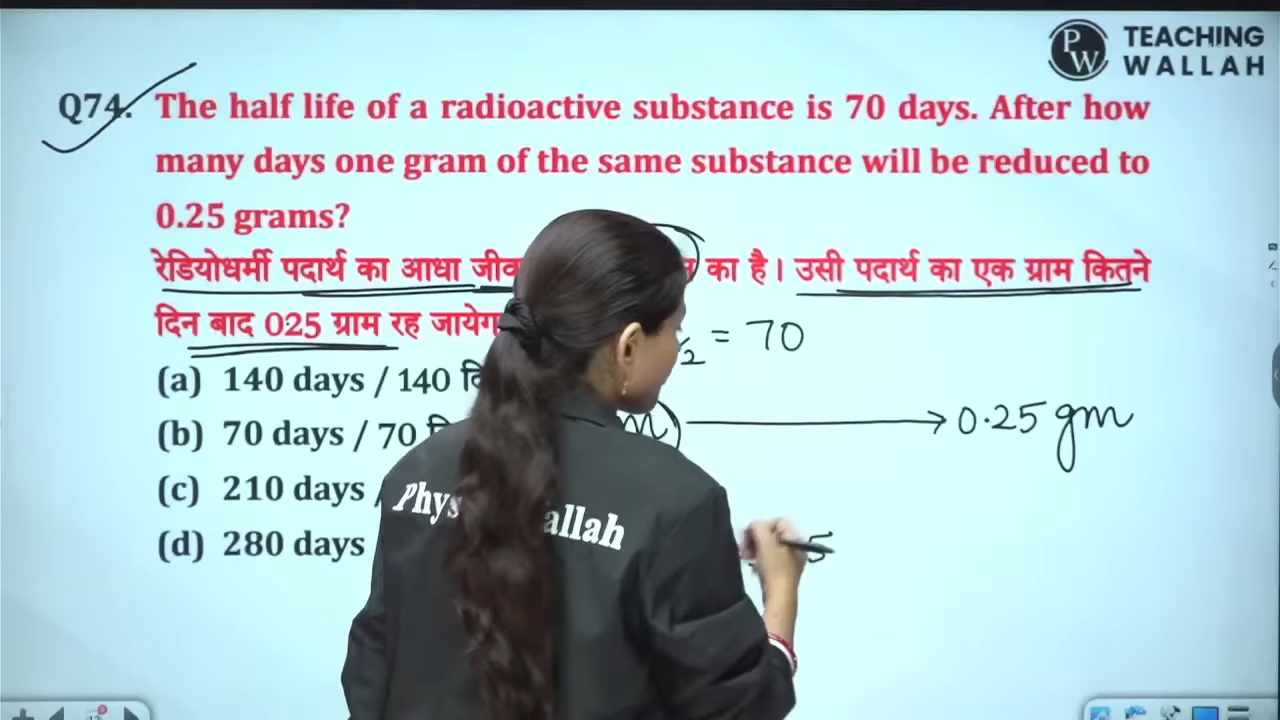 TEACHING
WALLAH
PW
Q74. The half life of a radioactive substance is 70 days. After how
many days one gram of the same substance will be reduced to
0.25 grams?
रेडियोधर्मी पदार्थ का आधा का है। उसी पदार्थ का एक ग्राम कितने
दिन बाद 025 ग्राम रह
= 70
(a) 140 days / 140
(b) 70 days / 70
0.25 gm
(c) 210 days
(d) 280 days
5